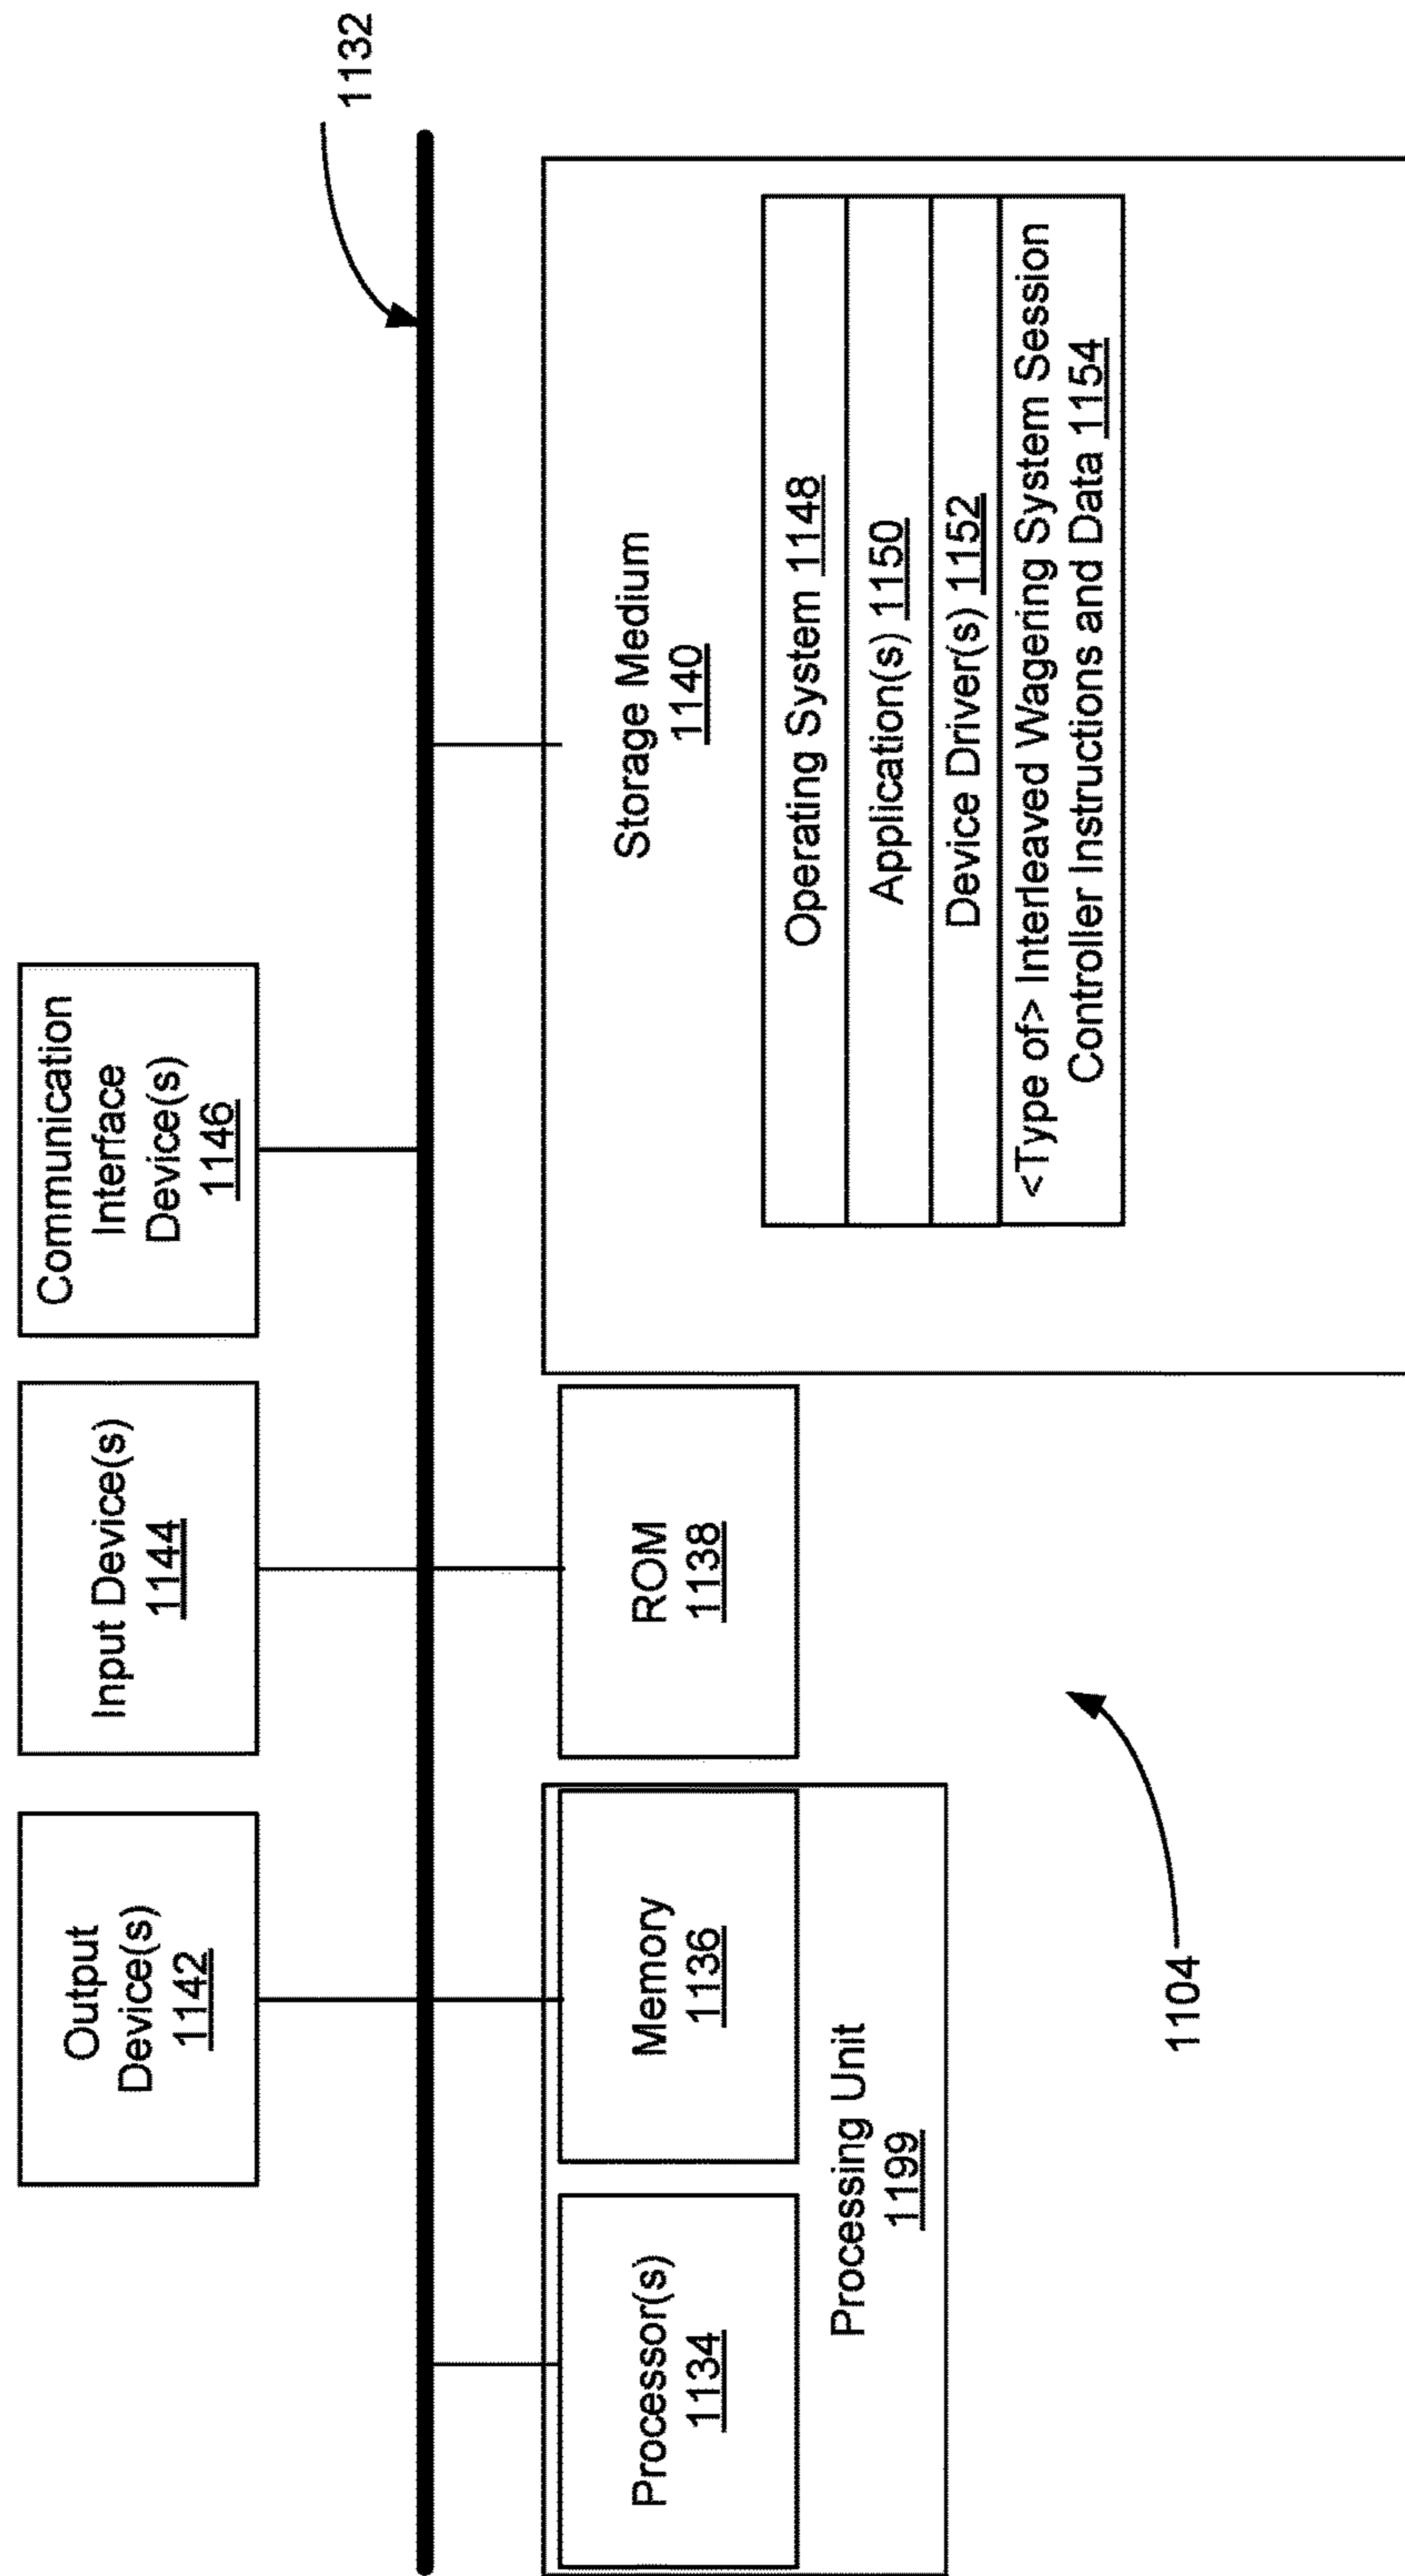 Output
Device(s)
1142
Input Device(s)
1144
Communication
Interface
Device(s)
1146
1132
Processor(s)
1134
Memory
1136
Processing Unit
1199
ROM
1138
Storage Medium
1140
Operating System 1148
Application(s) 1150
Device Driver(s) 1152
<Type of> Interleaved Wagering System Session
Controller Instructions and Data 1154
1104